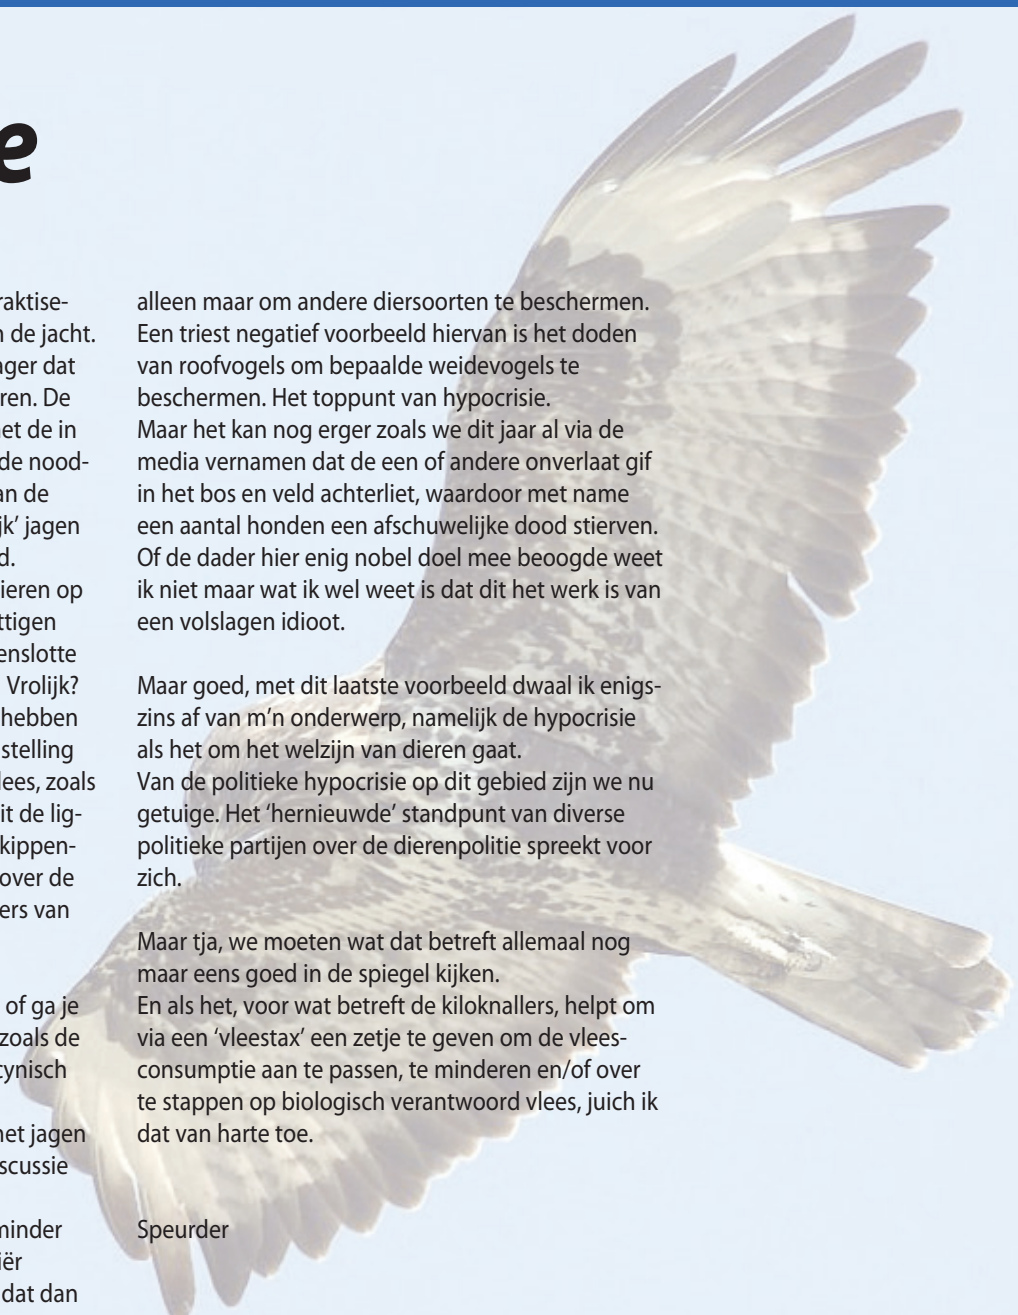 e
raktise-
n de jacht.
ager dat
ren. De
et de in
de nood-
an de
jk’ jagen
d.
ieren op
ttigen
enslotte
Vrolijk?
hebben
stelling
lees, zoals
it de lig-
kippen-
over de
ers van
of ga je
zoals de
cynisch
het jagen
scussie
minder
iër
dat dan
alleen maar om andere diersoorten te beschermen.
Een triest negatief voorbeeld hiervan is het doden
van roofvogels om bepaalde weidevogels te
beschermen. Het toppunt van hypocrisie.
Maar het kan nog erger zoals we dit jaar al via de
media vernamen dat de een of andere onverlaat gif
in het bos en veld achterliet, waardoor met name
een aantal honden een afschuwelijke dood stierven.
Of de dader hier enig nobel doel mee beoogde weet
ik niet maar wat ik wel weet is dat dit het werk is van
een volslagen idioot.
Maar goed, met dit laatste voorbeeld dwaal ik enigs-
zins af van m’n onderwerp, namelijk de hypocrisie
als het om het welzijn van dieren gaat.
Van de politieke hypocrisie op dit gebied zijn we nu
getuige. Het ‘hernieuwde’ standpunt van diverse
politieke partijen over de dierenpolitie spreekt voor
zich.
Maar tja, we moeten wat dat betreft allemaal nog
maar eens goed in de spiegel kijken.
En als het, voor wat betreft de kiloknallers, helpt om
via een ‘vleestax’ een zetje te geven om de vlees-
consumptie aan te passen, te minderen en/of over
te stappen op biologisch verantwoord vlees, juich ik
dat van harte toe.
Speurder